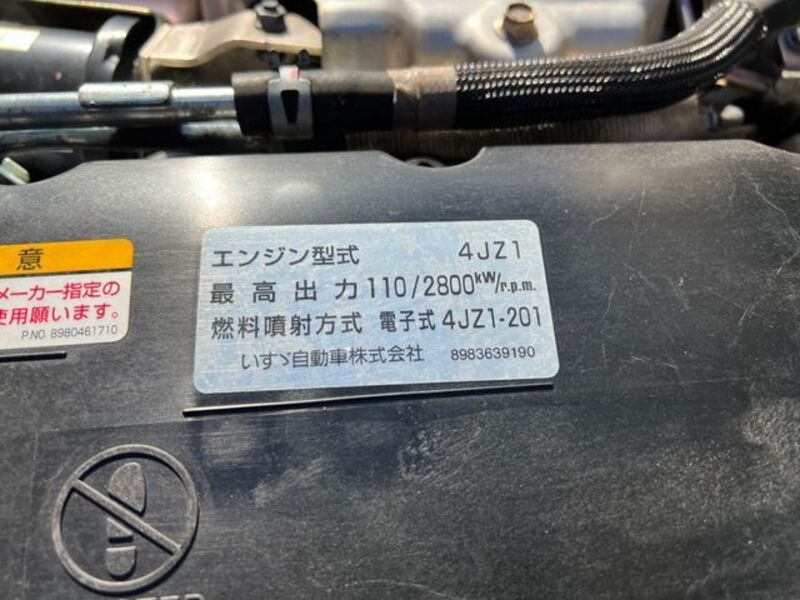 意
メーカー指定の
使用願います。
P.NO. 8980461710
エンジン型式 4JZ1
最高出力 110/2800kW/r.p.m.
燃料噴射方式 電子式 4JZ1-201
いすゞ自動車株式会社 8983639190